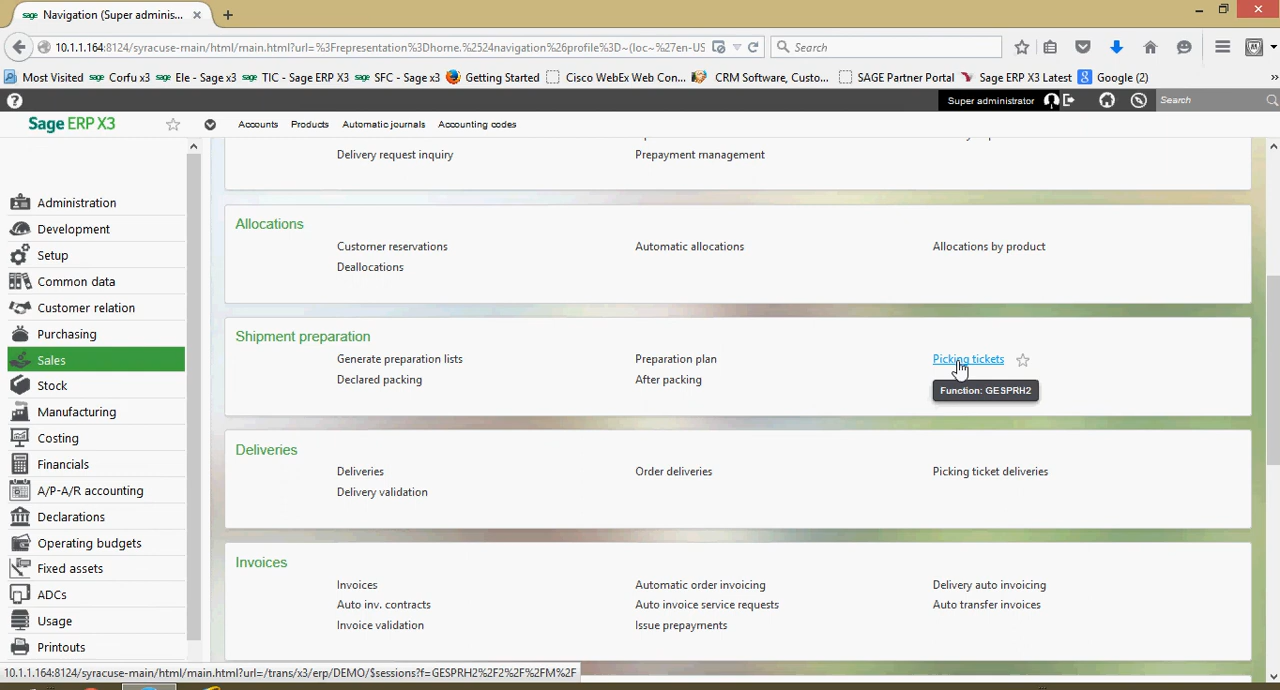 sage Navigation (Super adminis...
10.1.1.164:8124/syracuse-main/html/main.html?url=%3Frepresentation%3Dhome.%2524navigation%26profile%3D~(loc~%27en-US
Search
Most Visited
sage Corfu x3
sage Ele - Sage x3
sage TIC - Sage ERP X3
sage SFC - Sage x3
Getting Started
Cisco WebEx Web Con...
CRM Software, Custo...
SAGE Partner Portal
Sage ERP X3 Latest
Google (2)
Super administrator
Search
Sage ERP X3
Accounts
Products
Automatic journals
Accounting codes
Administration
Development
Setup
Common data
Customer relation
Purchasing
Sales
Stock
Manufacturing
Costing
Financials
A/P-A/R accounting
Declarations
Operating budgets
Fixed assets
ADCs
Usage
Printouts
Delivery request inquiry
Prepayment management
Allocations
Customer reservations
Automatic allocations
Allocations by product
Deallocations
Shipment preparation
Generate preparation lists
Preparation plan
Picking tickets
Declared packing
After packing
Function: GESPRH2
Deliveries
Deliveries
Order deliveries
Picking ticket deliveries
Delivery validation
Invoices
Invoices
Automatic order invoicing
Delivery auto invoicing
Auto inv. contracts
Auto invoice service requests
Auto transfer invoices
Invoice validation
Issue prepayments
10.1.1.164:8124/syracuse-main/html/main.html?url=/trans/x3/erp/DEMO/$sessions?f=GESPRH2%2F2%2F%2FM%2F